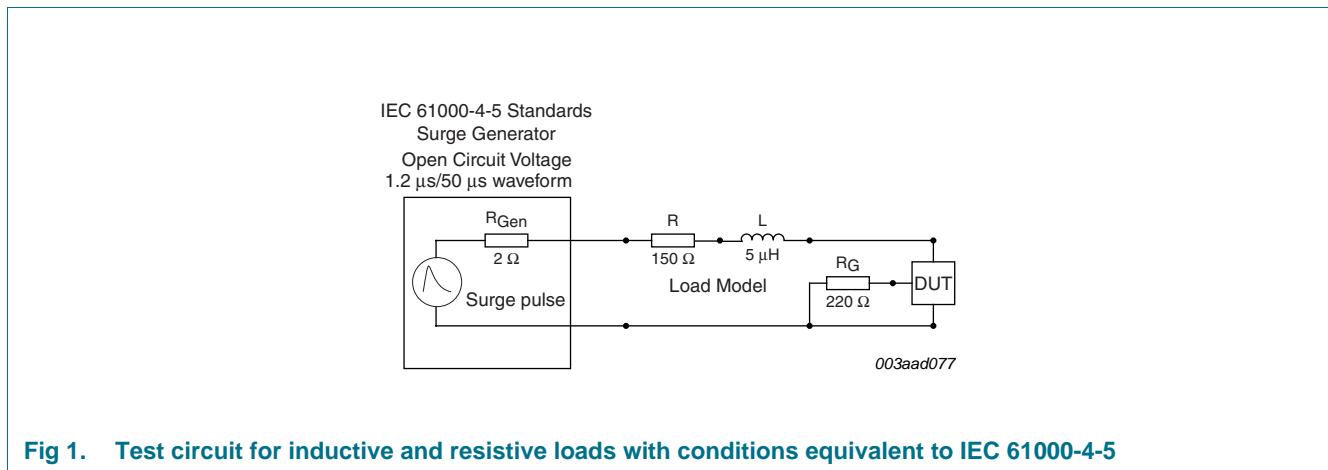 IEC 61000-4-5 Standards
Surge Generator
Open Circuit Voltage
1.2 μs/50 μs waveform
RGen
2 Ω
Surge pulse
R
150 Ω
L
5 μH
Load Model
RG
220 Ω
DUT
003aad077
Fig 1. Test circuit for inductive and resistive loads with conditions equivalent to IEC 61000-4-5